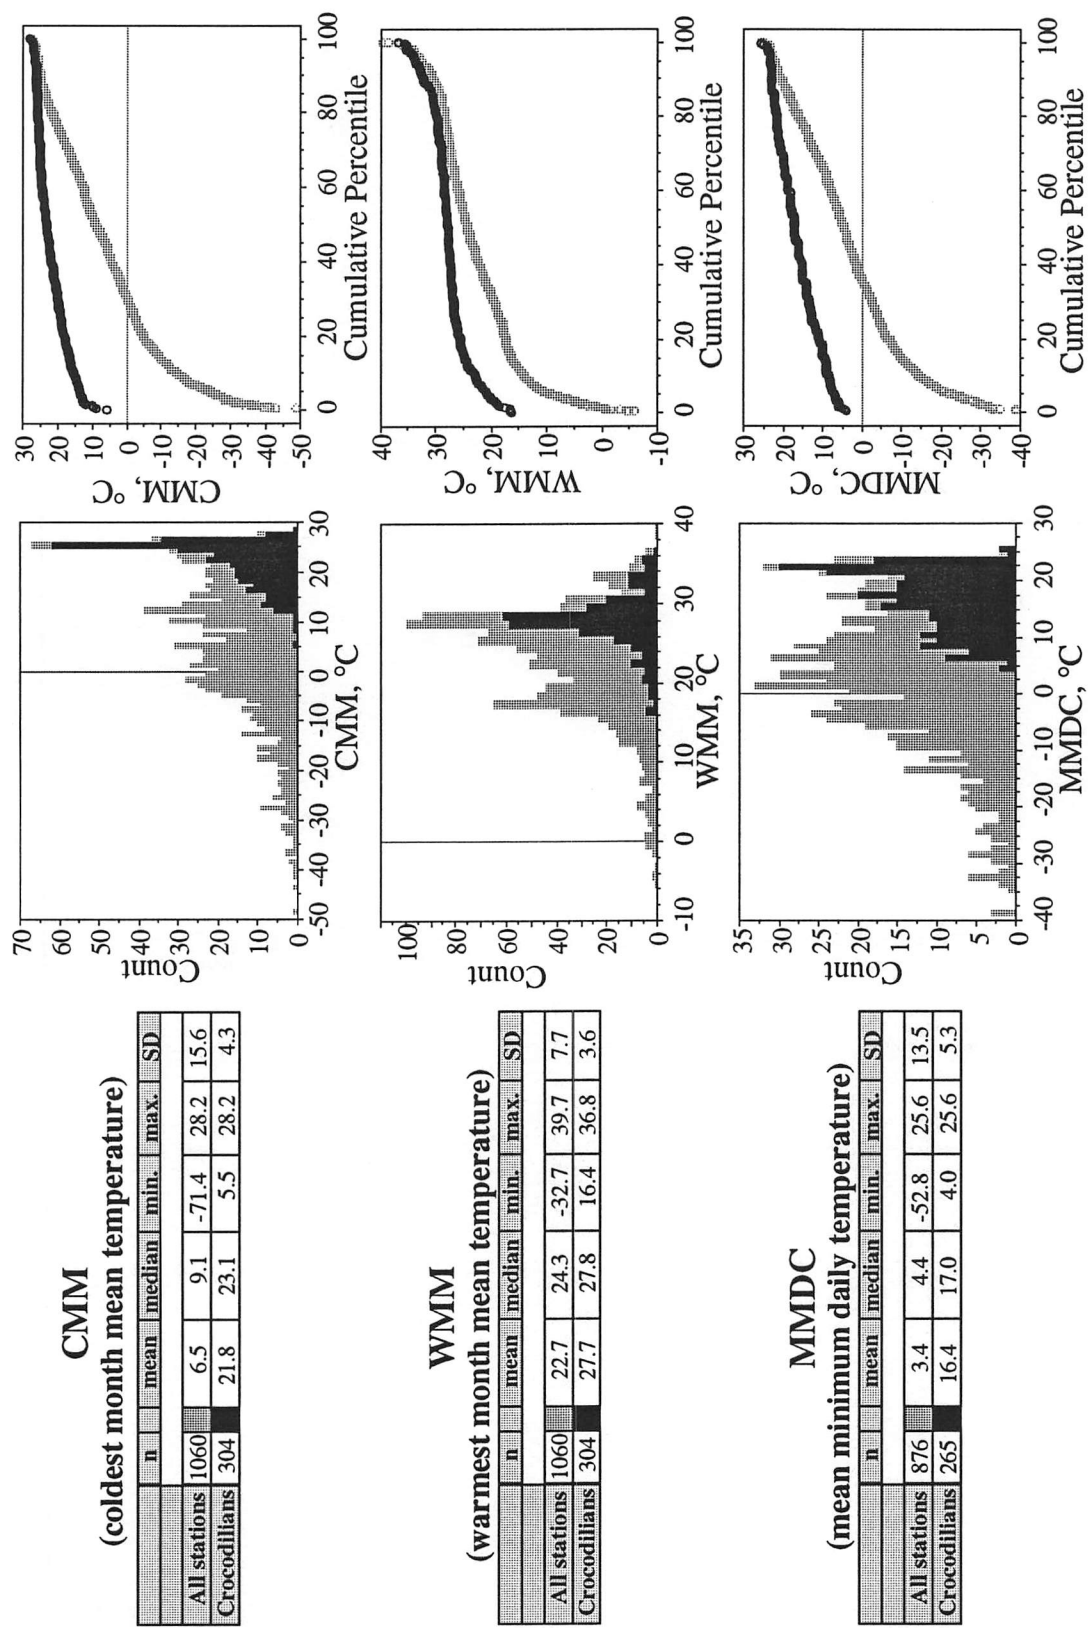 CMM
(coldest month mean temperature)
n mean median min. max. SD
All stations 1060 6.5 9.1 -71.4 28.2 15.6
Crocodilians 304 21.8 23.1 5.5 28.2 4.3
70
60
50
40
30
20
10
0
Count
-50 -40 -30 -20 -10 0 10 20 30
CMM, °C
30
20
10
0
-10
-20
-30
-40
-50
CMM, °C
0 20 40 60 80 100
Cumulative Percentile
WMM
(warmest month mean temperature)
n mean median min. max. SD
All stations 1060 22.7 24.3 -32.7 39.7 7.7
Crocodilians 304 27.7 27.8 16.4 36.8 3.6
100
80
60
40
20
0
Count
-10 0 10 20 30 40
WMM, °C
40
30
20
10
0
-10
WMM, °C
0 20 40 60 80 100
Cumulative Percentile
MMDC
(mean minimum daily temperature)
n mean median min. max. SD
All stations 876 3.4 4.4 -52.8 25.6 13.5
Crocodilians 265 16.4 17.0 4.0 25.6 5.3
35
30
25
20
15
10
5
0
Count
-40 -30 -20 -10 0 10 20 30
MMDC, °C
30
20
10
0
-10
-20
-30
-40
MMDC, °C
0 20 40 60 80 100
Cumulative Percentile